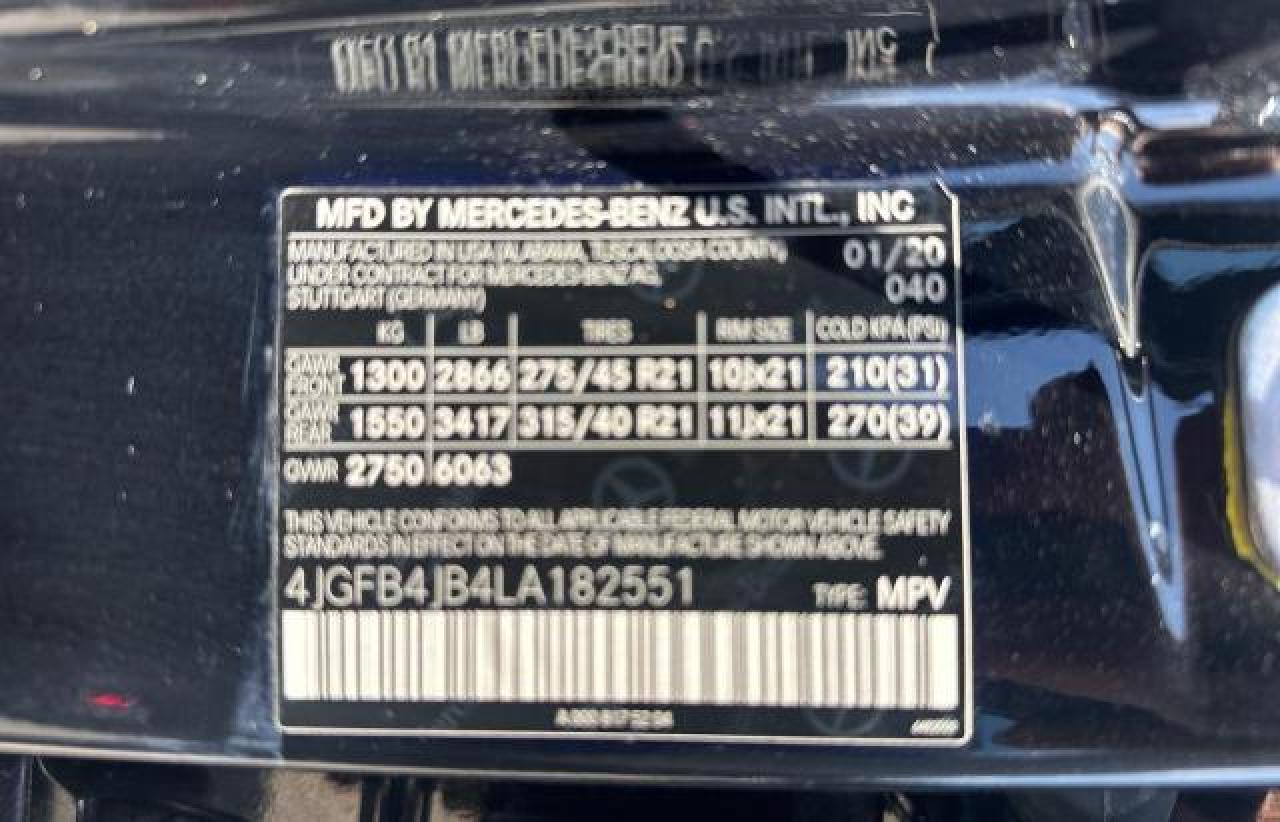 MFD BY MERCEDES-BENZ U.S. INTL., INC
MANUFACTURED IN USA (ALABAMA, TUSCALOOSA COUNTY) 01/20
UNDER CONTRACT FOR MERCEDES-BENZ AG, 040
STUTTGART (GERMANY)
KG LB TIRES RIM SIZE COLD KPA (PSI)
GAWR FRONT 1300 2866 275/45 R21 10Jx21 210(31)
GAWR REAR 1550 3417 315/40 R21 11Jx21 270(39)
GVWR 2750 6063
THIS VEHICLE CONFORMS TO ALL APPLICABLE FEDERAL MOTOR VEHICLE SAFETY
STANDARDS IN EFFECT ON THE DATE OF MANUFACTURE SHOWN ABOVE.
4JGFB4JB4LA182551 TYPE: MPV